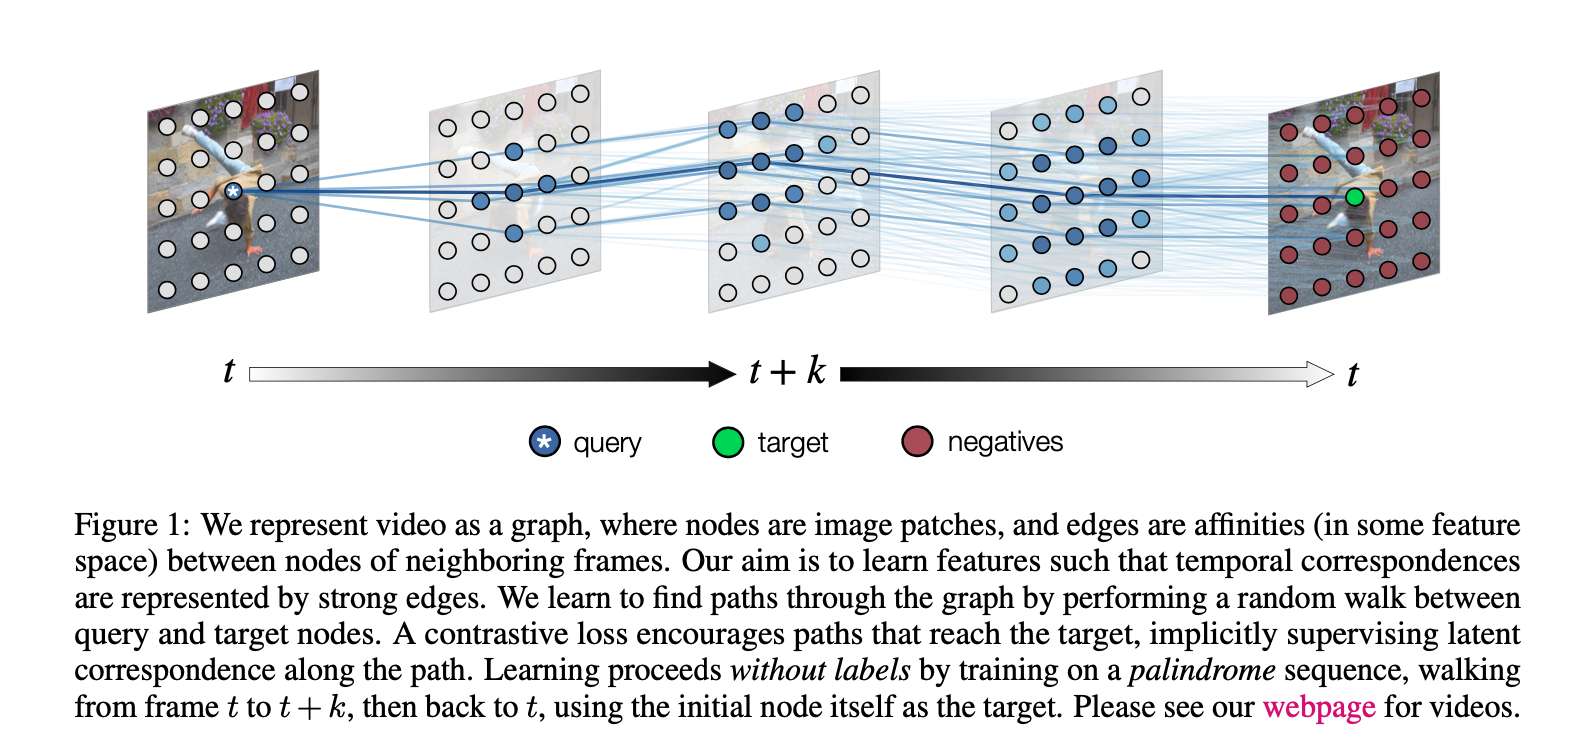 t t + k t
* query target negatives
Figure 1: We represent video as a graph, where nodes are image patches, and edges are affinities (in some feature
space) between nodes of neighboring frames. Our aim is to learn features such that temporal correspondences
are represented by strong edges. We learn to find paths through the graph by performing a random walk between
query and target nodes. A contrastive loss encourages paths that reach the target, implicitly supervising latent
correspondence along the path. Learning proceeds without labels by training on a palindrome sequence, walking
from frame t to t + k, then back to t, using the initial node itself as the target. Please see our webpage for videos.